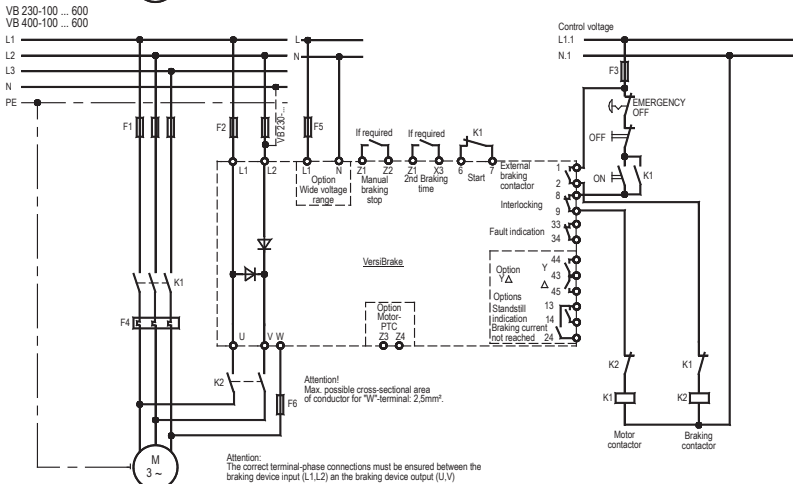 VB 230-100 ... 600
VB 400-100 ... 600
L1
L2
L3
N
PE
L
N
Control voltage
L1.1
N.1
F1
F2
VB 230-...
F5
F3
EMERGENCY
OFF
OFF
ON
K1
If required
If required
K1
L1
L2
L1
N
Z1
Z2
Z1
X3
6
7
Option
Wide voltage
range
Manual
braking
stop
2nd Braking
time
Start
External
braking
contactor
1
2
Interlocking
8
9
Fault indication
33
34
VersiBrake
Option
Y△
Y
△
44
43
45
Options
Standstill
indication
Braking current
not reached
13
14
24
Option
Motor-
PTC
Z3
Z4
K1
F4
U
V
W
K2
F6
Attention!
Max. possible cross-sectional area
of conductor for "W"-terminal: 2,5mm².
K2
K1
K1
K2
Motor
contactor
Braking
contactor
M
3 ~
Attention:
The correct terminal-phase connections must be ensured between the
braking device input (L1,L2) an the braking device output (U,V)